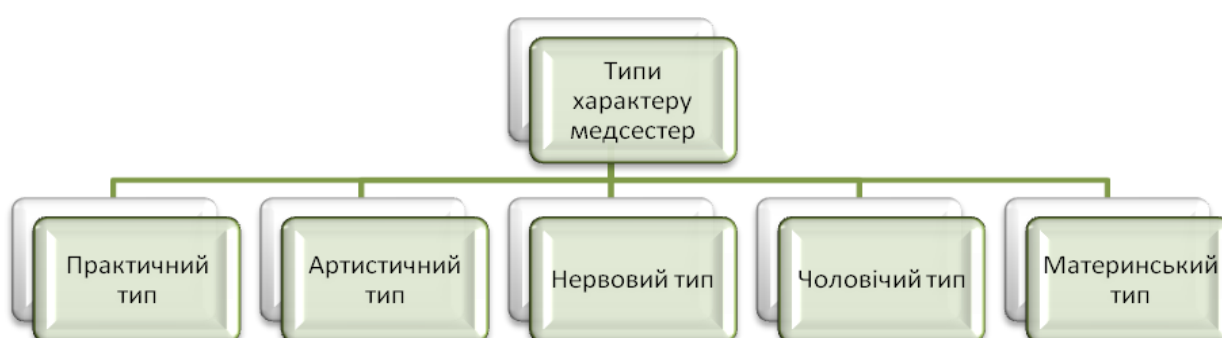 Типи
характеру
медсестер
Практичний
тип
Артистичний
тип
Нервовий тип
Чоловічий тип
Материнський
тип